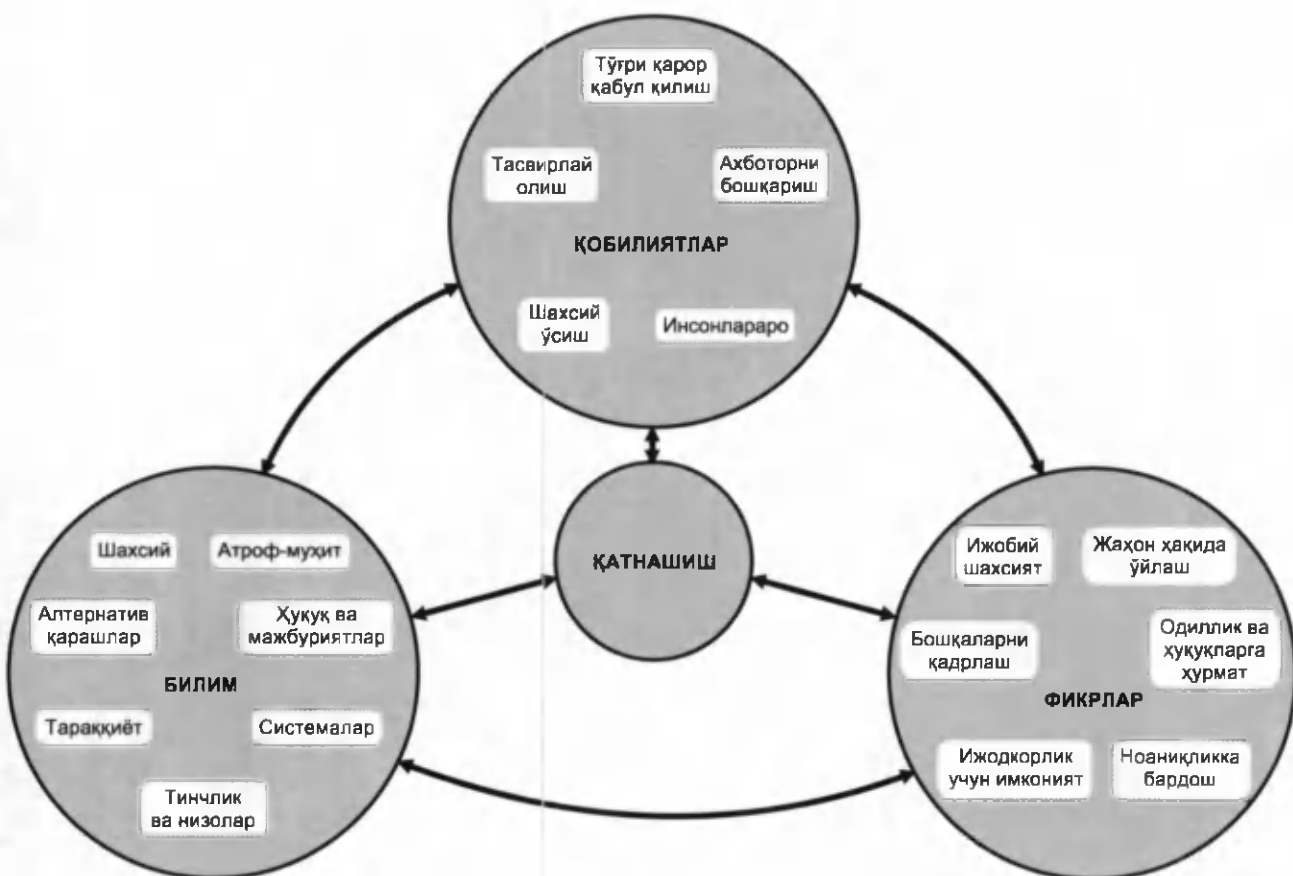 Тўғри қарор
қабул қилиш
Тасвирлай
олиш
Ахботорни
бошқариш
ҚОБИЛИЯТЛАР
Шахсий
ўсиш
Инсонлараро
ҚАТНАШИШ
Шахсий
Атроф-муҳит
Алтернатив
қарашлар
Ҳуқуқ ва
мажбуриятлар
БИЛИМ
Тараққиёт
Системалар
Тинчлик
ва низолар
Ижобий
шахсият
Жаҳон ҳақида
ўйлаш
Бошқаларни
қадрлаш
Одиллик ва
ҳуқуқларга
ҳурмат
ФИКРЛАР
Ижодкорлик
учун имконият
Ноаниқликка
бардош